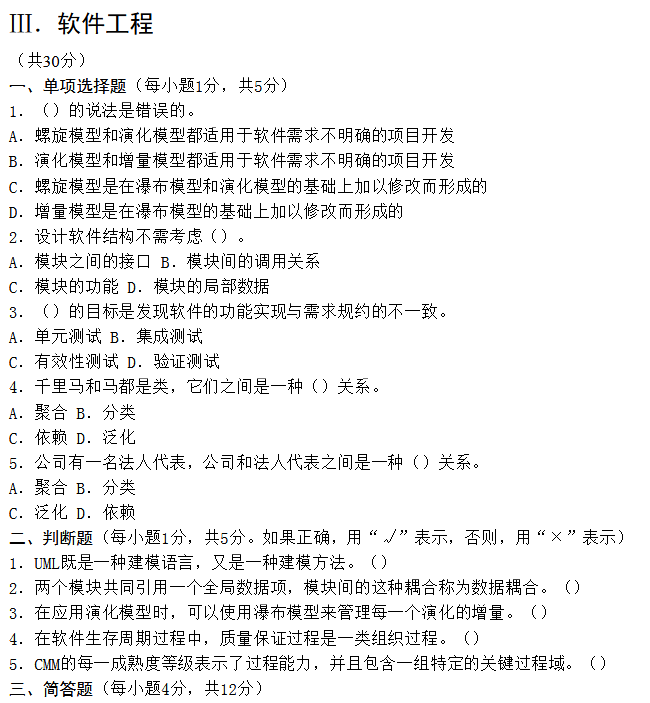 III．软件工程
（共30分）
一、单项选择题（每小题1分，共5分）
1．（）的说法是错误的。
A．螺旋模型和演化模型都适用于软件需求不明确的项目开发
B．演化模型和增量模型都适用于软件需求不明确的项目开发
C．螺旋模型是在瀑布模型和演化模型的基础上加以修改而形成的
D．增量模型是在瀑布模型的基础上加以修改而形成的
2．设计软件结构不需考虑（）。
A．模块之间的接口 B．模块间的调用关系
C．模块的功能 D．模块的局部数据
3．（）的目标是发现软件的功能实现与需求规约的不一致。
A．单元测试 B．集成测试
C．有效性测试 D．验证测试
4．千里马和马都是类，它们之间是一种（）关系。
A．聚合 B．分类
C．依赖 D．泛化
5．公司有一名法人代表，公司和法人代表之间是一种（）关系。
A．聚合 B．分类
C．泛化 D．依赖
二、判断题（每小题1分，共5分。如果正确，用“√”表示，否则，用“×”表示）
1．UML既是一种建模语言，又是一种建模方法。（）
2．两个模块共同引用一个全局数据项，模块间的这种耦合称为数据耦合。（）
3．在应用演化模型时，可以使用瀑布模型来管理每一个演化的增量。（）
4．在软件生存周期过程中，质量保证过程是一类组织过程。（）
5．CMM的每一成熟度等级表示了过程能力，并且包含一组特定的关键过程域。（）
三、简答题（每小题4分，共12分）